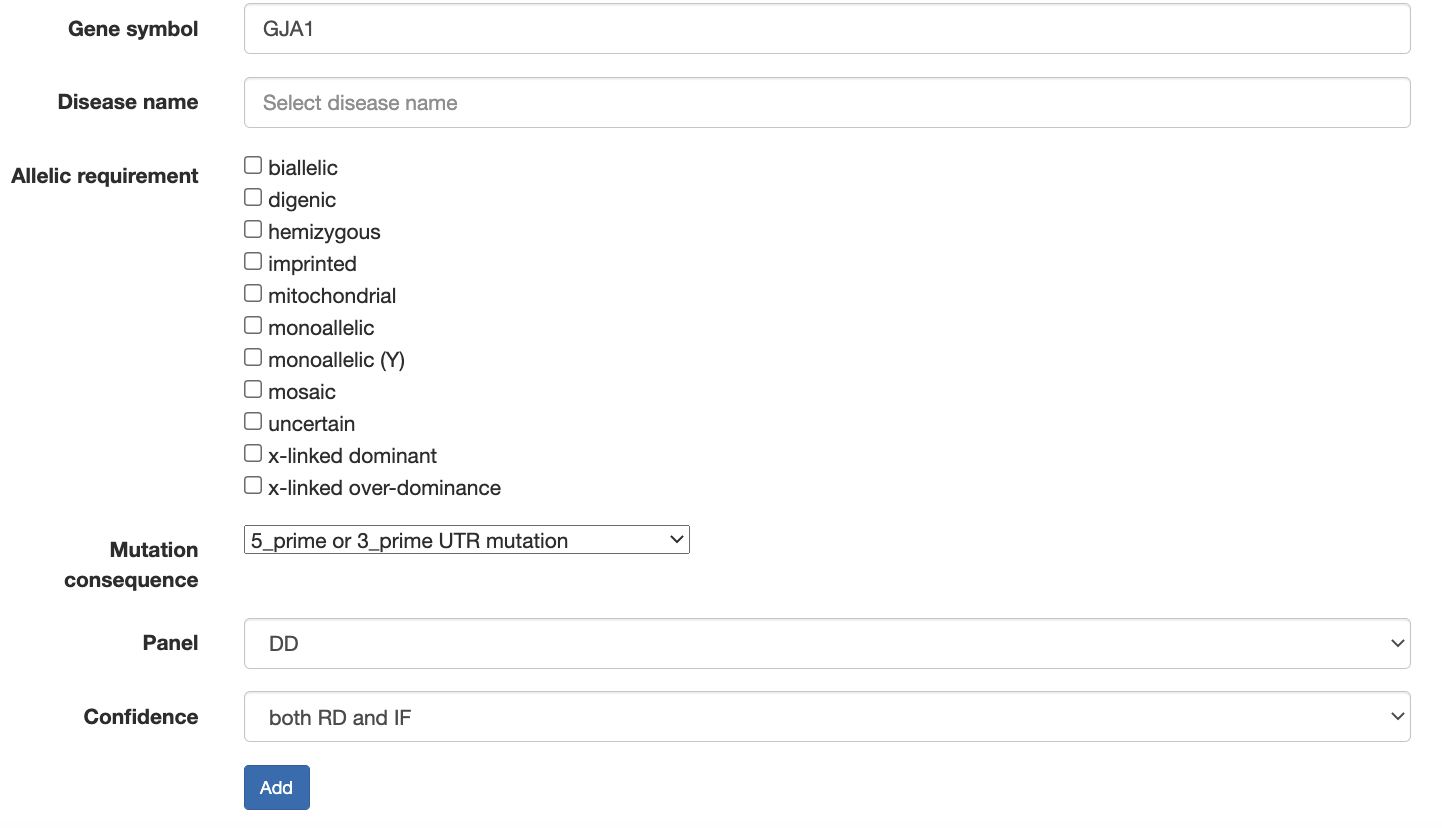 Gene symbol
GJA1
Disease name
Select disease name
Allelic requirement
biallelic
digenic
hemizygous
imprinted
mitochondrial
monoallelic
monoallelic (Y)
mosaic
uncertain
x-linked dominant
x-linked over-dominance
Mutation
consequence
5_prime or 3_prime UTR mutation
Panel
DD
Confidence
both RD and IF
Add